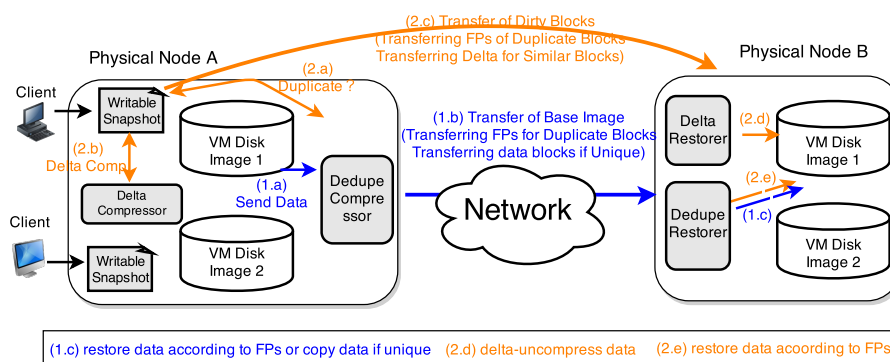 (2.c) Transfer of Dirty Blocks
(Transferring FPs of Duplicate Blocks
Transferring Delta for Similar Blocks)
Physical Node A
Physical Node B
(2.a)
Duplicate ?
Client
Writable
Snapshot
VM Disk
Image 1
(2.b)
Delta Comp.
(1.a)
Send Data
Delta
Compressor
Dedupe
Compre
ssor
Client
Writable
Snapshot
VM Disk
Image 2
(1.b) Transfer of Base Image
(Transferring FPs for Duplicate Blocks
Transferring data blocks if Unique)
Network
Delta
Restorer
(2.d)
VM Disk
Image 1
(2.e)
Dedupe
Restorer
(1.c)
VM Disk
Image 2
(1.c) restore data according to FPs or copy data if unique (2.d) delta-uncompress data (2.e) restore data acoording to FPs